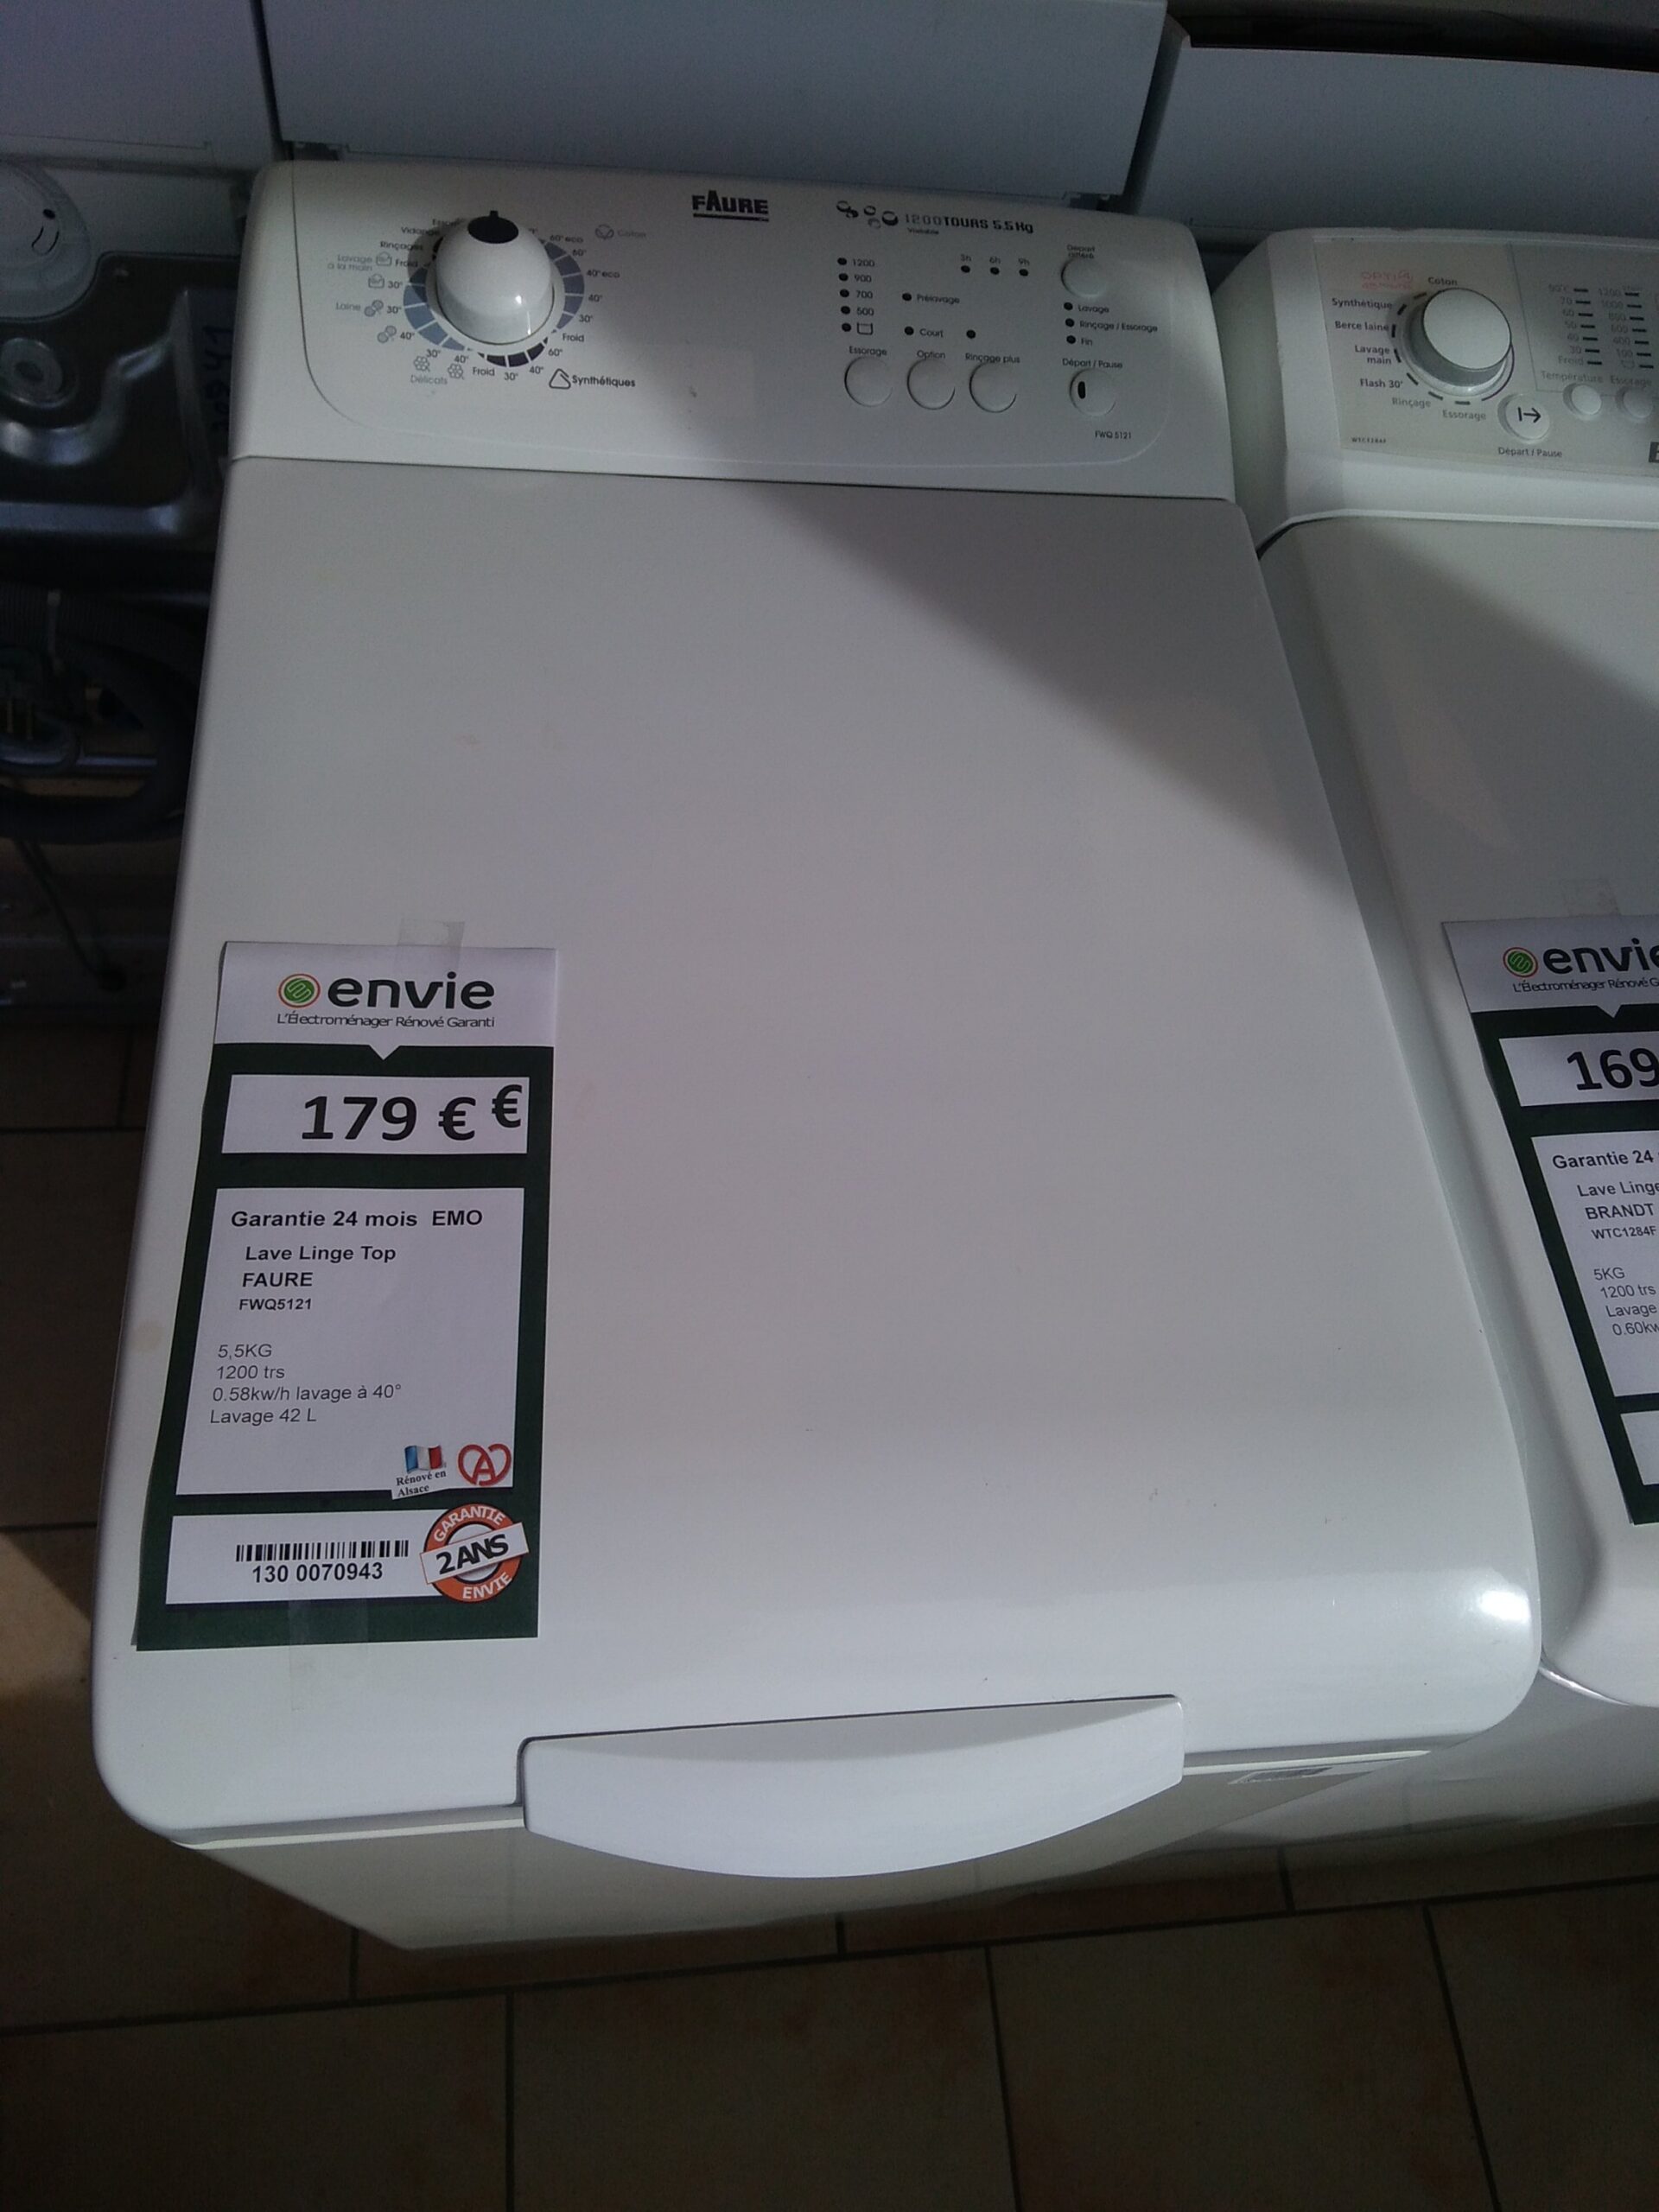 FAURE
1200TOURS 5.5Kg
Variable
Vidange
Rinçages
Lavage
à la main
Froid
30°
Laine
30°
40°
30°
40°
Délicats
Froid
30°
40°
60°
Synthétiques
Coton
60° eco
60°
40° eco
40°
30°
Froid
1200
900
700
500
Essorage
Prélavage
Court
Option
Rinçage plus
3h
6h
9h
Départ
différé
Lavage
Rinçage / Essorage
Fin
Départ / Pause
FWQ 5121
Coton
Synthétique
Berce laine
Lavage
main
Flash 30°
Rinçage
Essorage
Température
Essorage
Départ / Pause
envie
L'Électroménager Rénové Garanti
179 € €
Garantie 24 mois EMO
Lave Linge Top
FAURE
FWQ5121
5,5KG
1200 trs
0.58kw/h lavage à 40°
Lavage 42 L
Rénové en
Alsace
130 0070943
GARANTIE
2 ANS
ENVIE
envie
L'Électroménager Rénové G
169
Garantie 24
Lave Linge
BRANDT
WTC1284F
5KG
1200 trs
Lavage
0.60kw